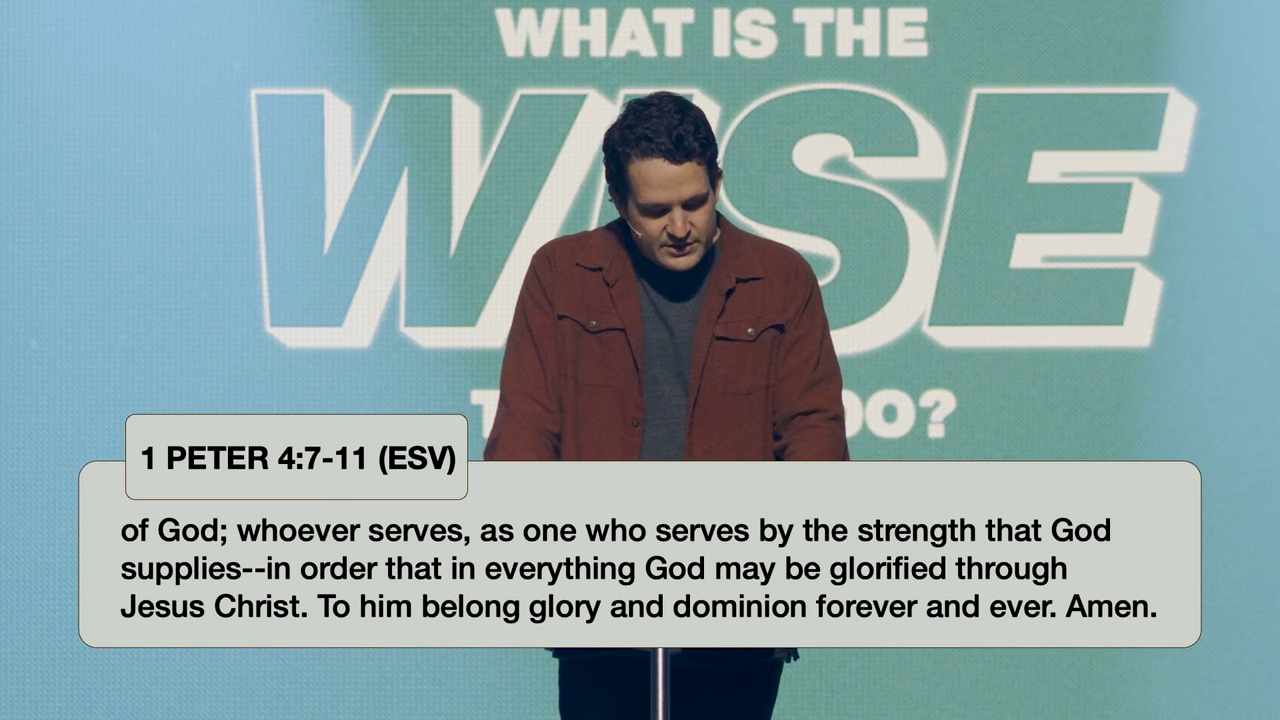 WHAT IS THE
WISE
DO?
1 PETER 4:7-11 (ESV)
of God; whoever serves, as one who serves by the strength that God
supplies--in order that in everything God may be glorified through
Jesus Christ. To him belong glory and dominion forever and ever. Amen.